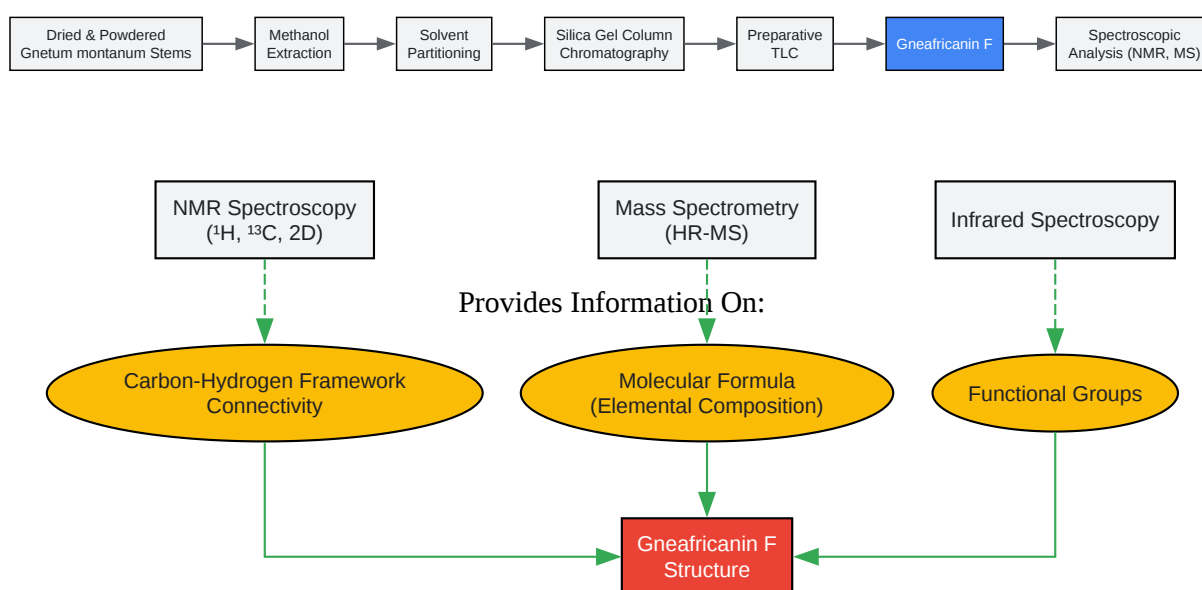 Dried & Powdered
Gnetum montanum Stems
Methanol
Extraction
Solvent
Partitioning
Silica Gel Column
Chromatography
Preparative
TLC
Gneafricanin F
Spectroscopic
Analysis (NMR, MS)
NMR Spectroscopy
(¹H, ¹³C, 2D)
Mass Spectrometry
(HR-MS)
Infrared Spectroscopy
Provides Information On:
Carbon-Hydrogen Framework
Connectivity
Molecular Formula
(Elemental Composition)
Functional Groups
Gneafricanin F
Structure